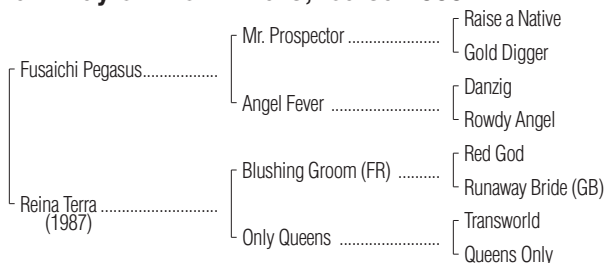 Raise a Native
Mr. Prospector ........................
Gold Digger
Fusaichi Pegasus..................
Danzig
Angel Fever ............................
Rowdy Angel
Red God
Blushing Groom (FR) ..........
Runaway Bride (GB)
Reina Terra ..............................
(1987)
Transworld
Only Queens ..........................
Queens Only